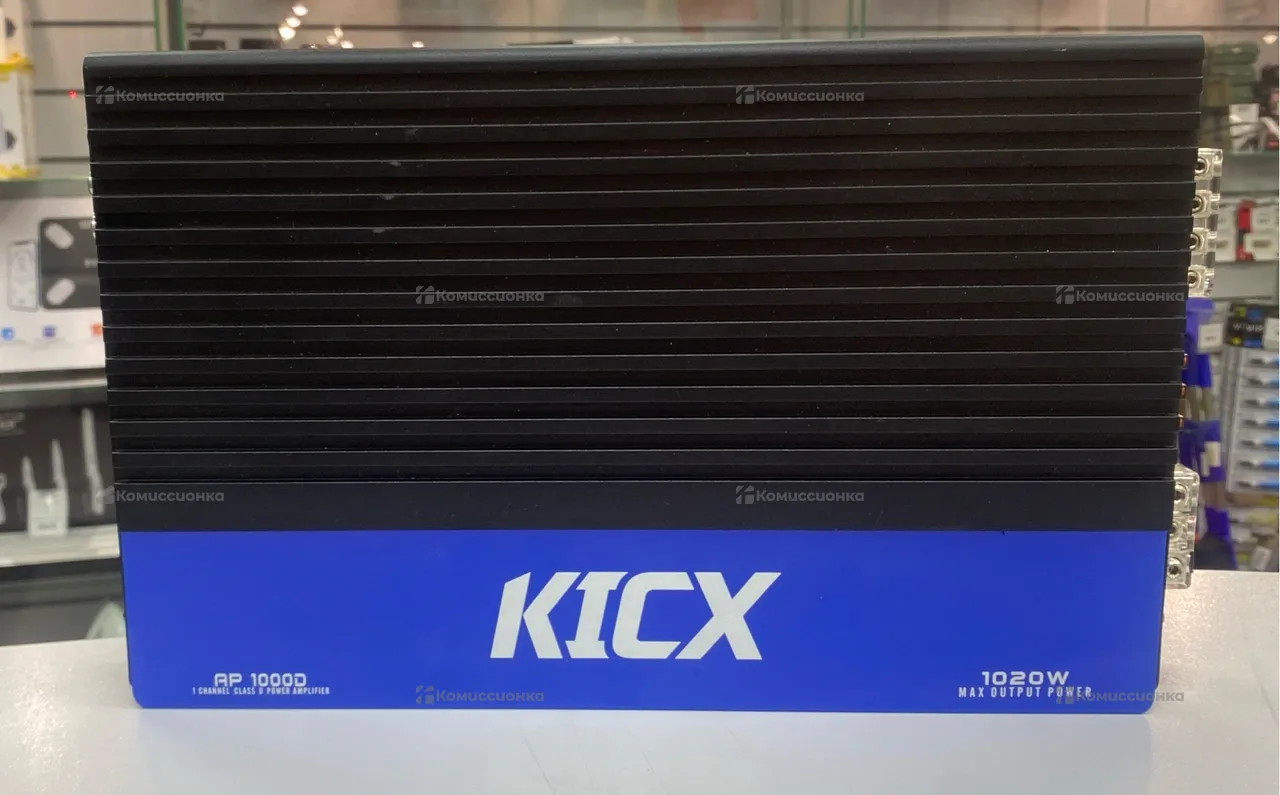 Комиссионка
Комиссионка
Комиссионка
Комиссионка
Комиссионка
Комиссионка
KICX
AP 1000D
1 CHANNEL CLASS D POWER AMPLIFIER
1020W
MAX OUTPUT POWER
Комиссионка
Комиссионка